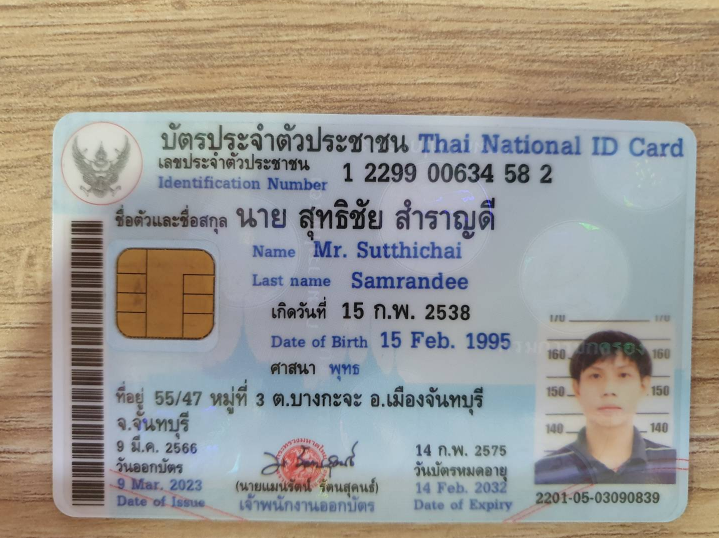 บัตรประจำตัวประชาชน Thai National ID Card
เลขประจำตัวประชาชน
Identification Number 1 2299 00634 58 2
ชื่อตัวและชื่อสกุล นาย สุทธิชัย สำราญดี
Name Mr. Sutthichai
Last name Samrandee
เกิดวันที่ 15 ก.พ. 2538
Date of Birth 15 Feb. 1995
ศาสนา พุทธ
ที่อยู่ 55/47 หมู่ที่ 3 ต.บางกะจะ อ.เมืองจันทบุรี
จ.จันทบุรี
9 มี.ค. 2566
วันออกบัตร
9 Mar. 2023
Date of Issue
(นายแมนรัตน์ รัตนสุคนธ์)
เจ้าพนักงานออกบัตร
14 ก.พ. 2575
วันบัตรหมดอายุ
14 Feb. 2032
Date of Expiry
170 170
160 160
150 150
140 140
2201-05-03090839